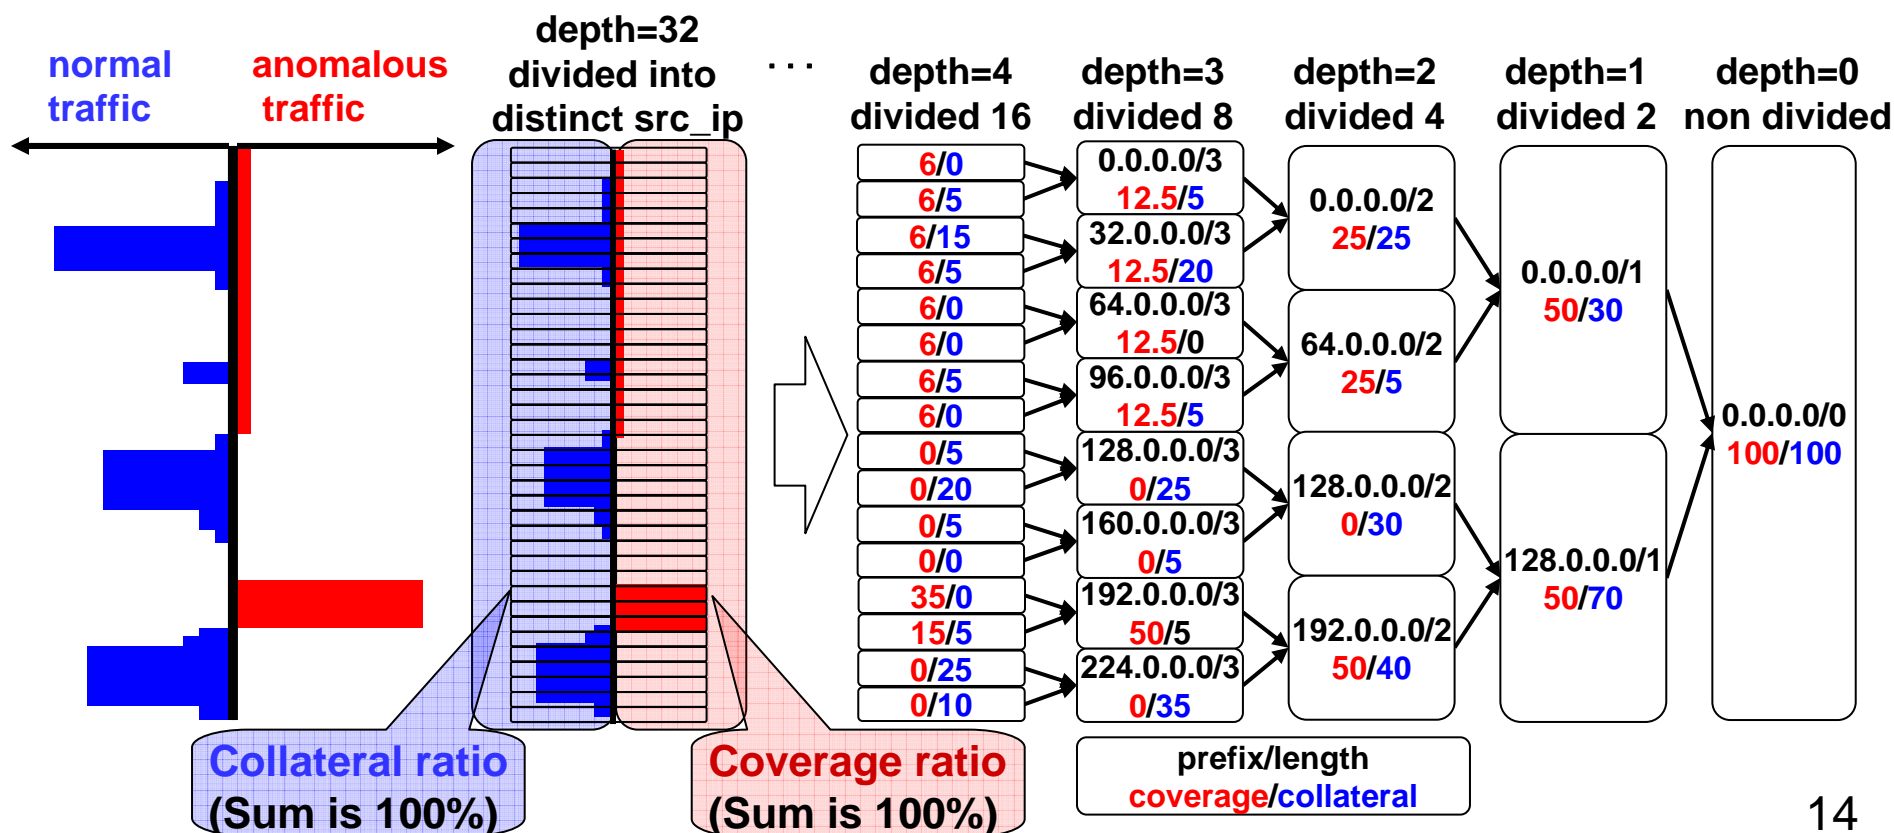 normal
traffic
anomalous
traffic
depth=32
divided into
distinct src_ip
...
depth=4
divided 16
depth=3
divided 8
depth=2
divided 4
depth=1
divided 2
depth=0
non divided
6/0
6/5
6/15
6/5
6/0
6/0
6/5
6/0
0/5
0/20
0/5
0/0
35/0
15/5
0/25
0/10
0.0.0.0/3
12.5/5
32.0.0.0/3
12.5/20
64.0.0.0/3
12.5/0
96.0.0.0/3
12.5/5
128.0.0.0/3
0/25
160.0.0.0/3
0/5
192.0.0.0/3
50/5
224.0.0.0/3
0/35
0.0.0.0/2
25/25
64.0.0.0/2
25/5
128.0.0.0/2
0/30
192.0.0.0/2
50/40
0.0.0.0/1
50/30
128.0.0.0/1
50/70
0.0.0.0/0
100/100
Collateral ratio
(Sum is 100%)
Coverage ratio
(Sum is 100%)
prefix/length
coverage/collateral
14